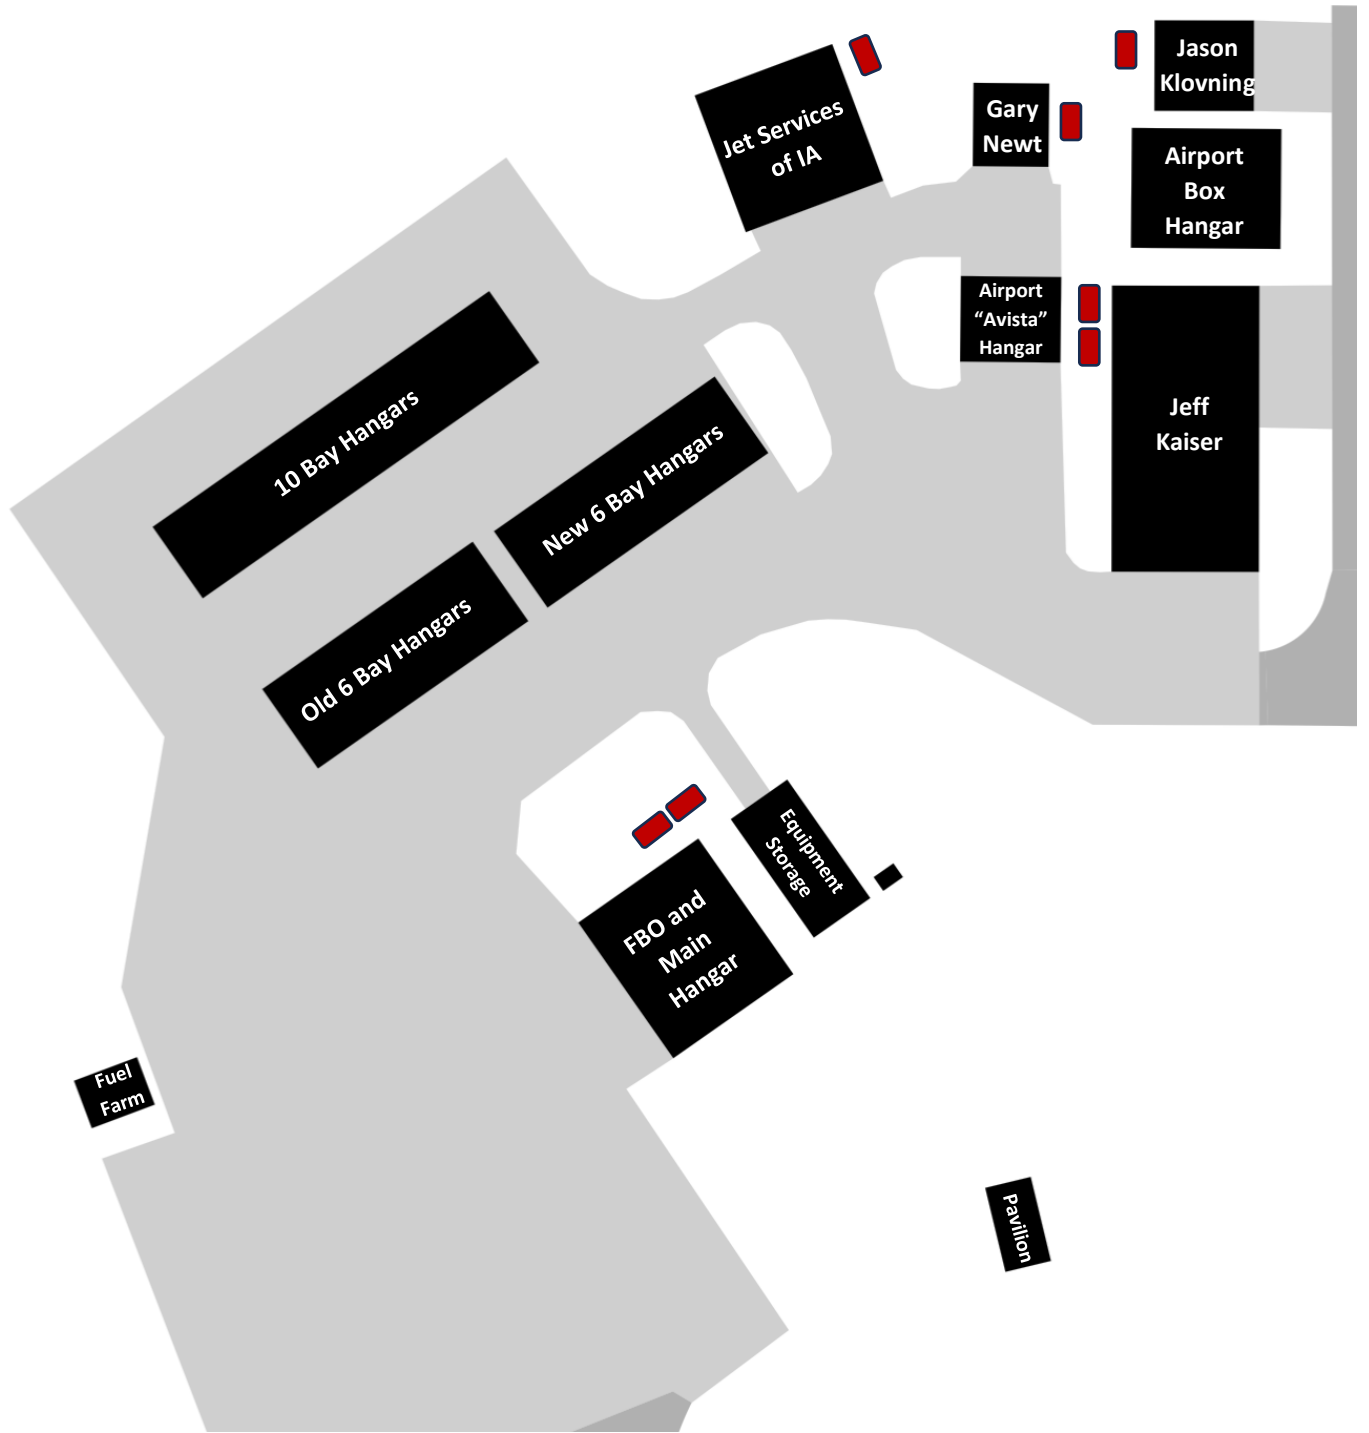 Jason
Klovning
Jet Services
of IA
Gary
Newt
Airport
Box
Hangar
Airport
“Avista”
Hangar
Jeff
Kaiser
10 Bay Hangars
New 6 Bay Hangars
Old 6 Bay Hangars
Equipment
Storage
FBO and
Main
Hangar
Fuel
Farm
Pavilion